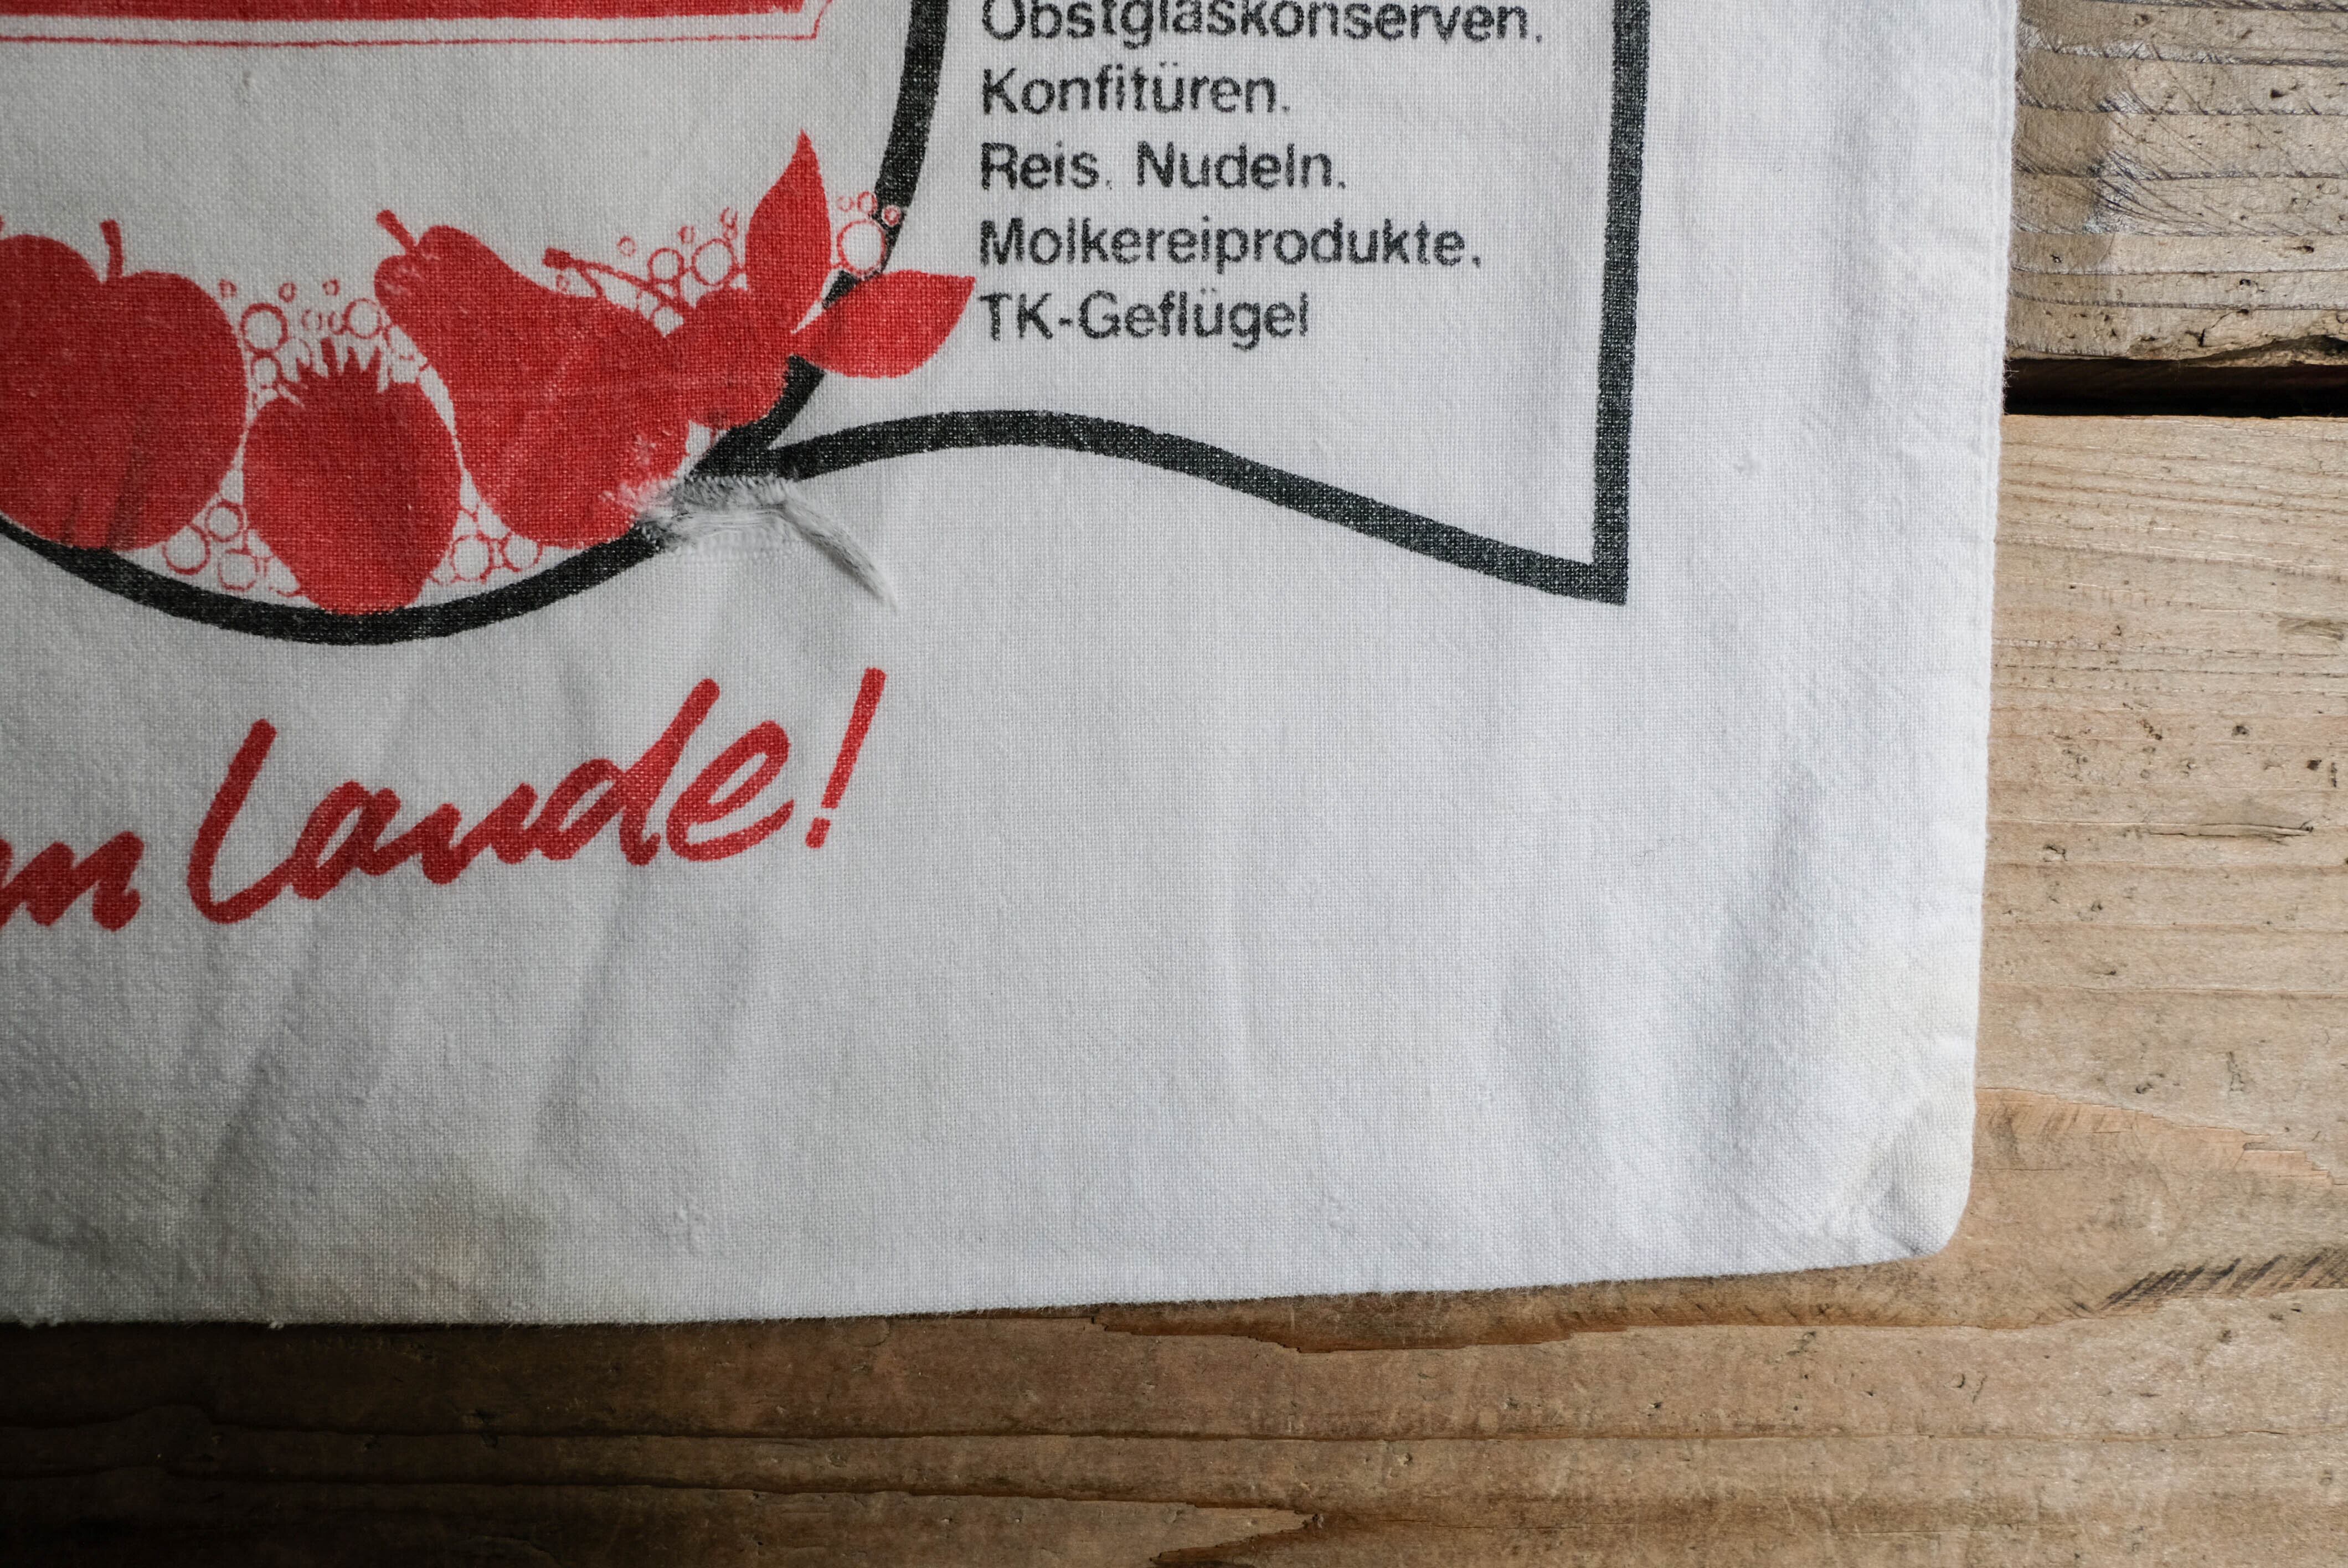 Obstglaskonserven.
Konfitüren.
Reis. Nudeln.
Molkereiprodukte.
TK-Geflügel
Laude!